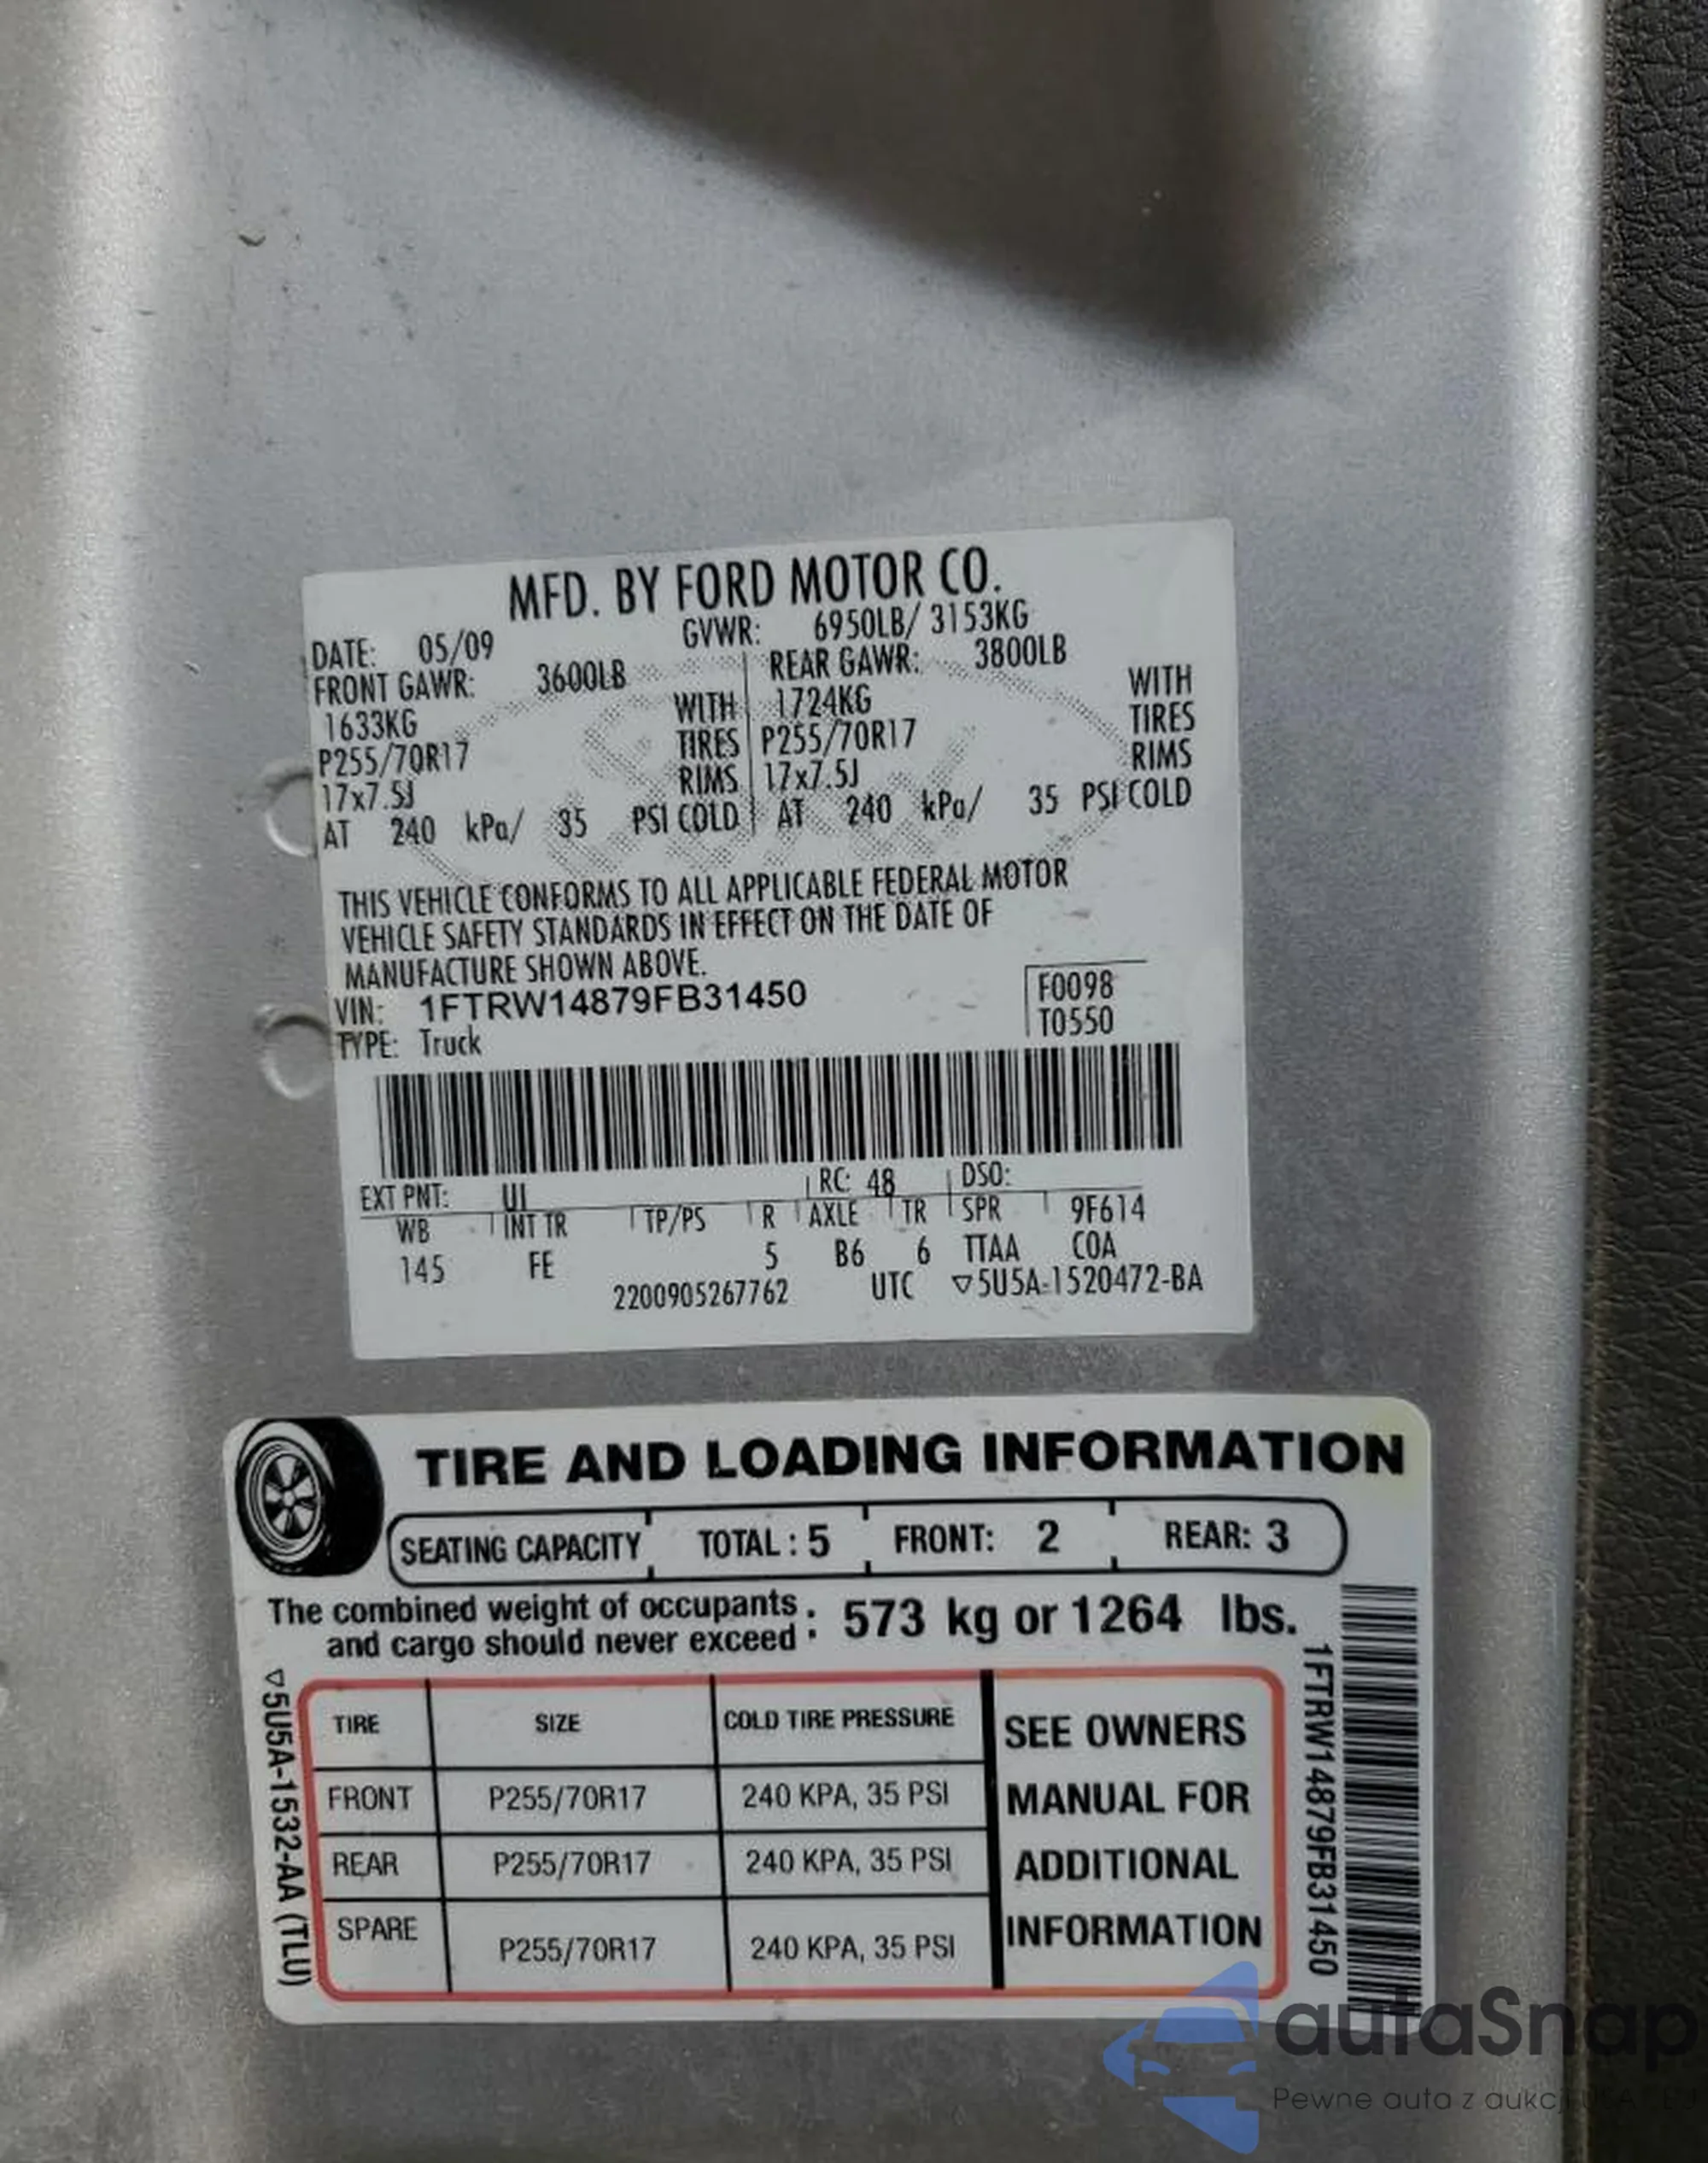 MFD. BY FORD MOTOR CO.
DATE: 05/09 GVWR: 6950LB/ 3153KG
FRONT GAWR: 3600LB REAR GAWR: 3800LB
1633KG WITH 1724KG WITH
P255/70R17 TIRES P255/70R17 TIRES
17x7.5J RIMS 17x7.5J RIMS
AT 240 kPa/ 35 PSI COLD AT 240 kPa/ 35 PSI COLD
THIS VEHICLE CONFORMS TO ALL APPLICABLE FEDERAL MOTOR
VEHICLE SAFETY STANDARDS IN EFFECT ON THE DATE OF
MANUFACTURE SHOWN ABOVE.
VIN: 1FTRW14879FB31450 F0098
TYPE: Truck T0550
EXT PNT: UI RC: 48 DSO:
WB INT TR TP/PS R AXLE TR SPR 9F614
145 FE 5 B6 6 TTAA COA
2200905267762 UTC ▽5U5A-1520472-BA
TIRE AND LOADING INFORMATION
SEATING CAPACITY TOTAL : 5 FRONT: 2 REAR: 3
The combined weight of occupants
and cargo should never exceed : 573 kg or 1264 lbs.
TIRE SIZE COLD TIRE PRESSURE
FRONT P255/70R17 240 KPA, 35 PSI
REAR P255/70R17 240 KPA, 35 PSI
SPARE P255/70R17 240 KPA, 35 PSI
SEE OWNERS
MANUAL FOR
ADDITIONAL
INFORMATION
▽5U5A-1532-AA (TLU)
1FTRW14879FB31450
autaSnap
Pewne auta z aukcji